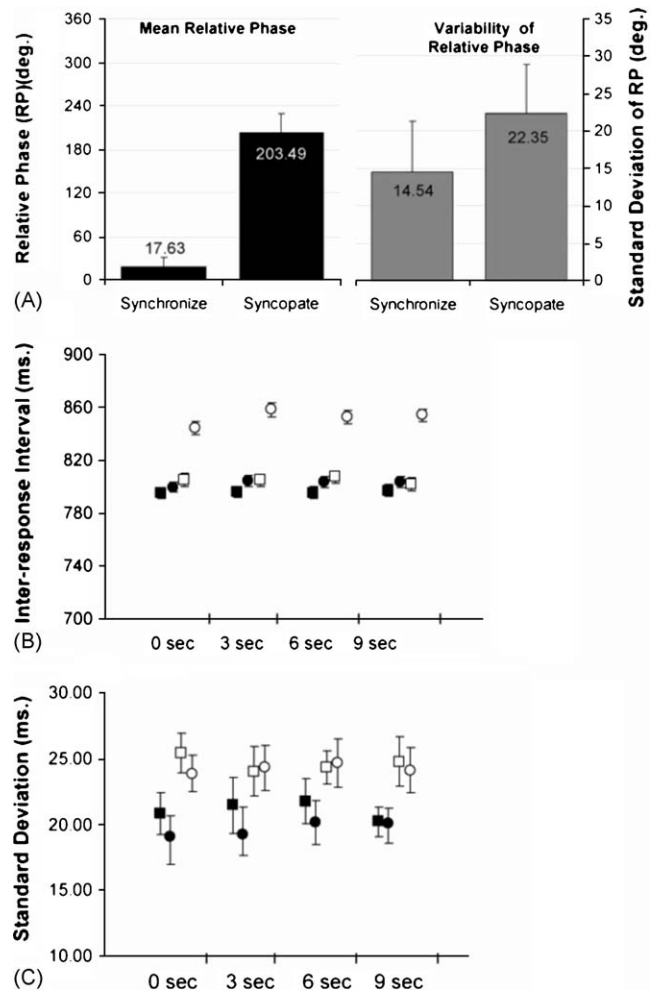 Mean Relative Phase
Variability of
Relative Phase
Relative Phase (RP)(deg.)
360
300
240
180
120
60
0
17.63
203.49
14.54
22.35
35
30
25
20
15
10
5
0
Standard Deviation of RP (deg.)
Synchronize
Syncopate
Synchronize
Syncopate
(A)
Inter-response Interval (ms.)
900
860
820
780
740
700
0 sec
3 sec
6 sec
9 sec
(B)
Standard Deviation (ms.)
30.00
25.00
20.00
15.00
10.00
0 sec
3 sec
6 sec
9 sec
(C)